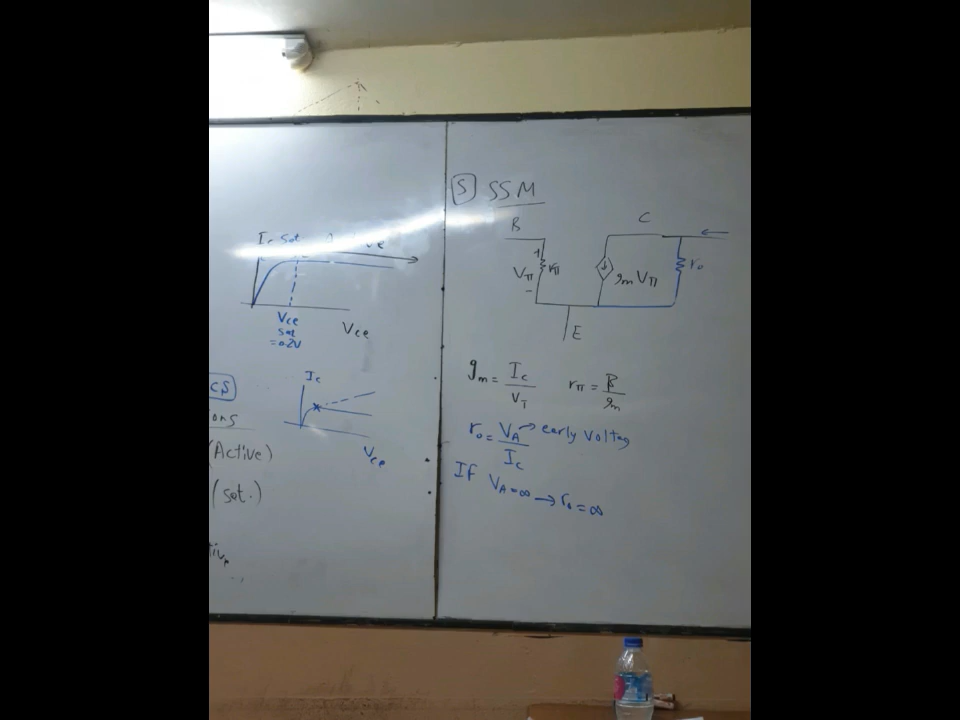 Ic sat
Vce
sat
=0.2V
Vce
Ic
Vce
cs
ons
(Active)
(sat.)
S SSM
B
C
+
Vπ
rπ
-
gm Vπ
ro
E
gm = Ic / VT
rπ = β / gm
ro = VA / Ic → early Voltag
If VA=∞ → ro = ∞